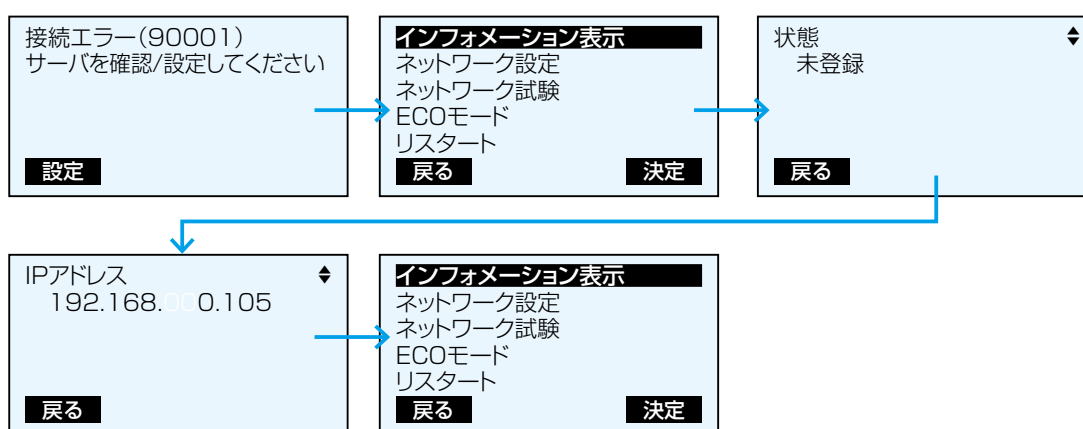 接続エラー(90001)
サーバを確認/設定してください
設定
インフォメーション表示
ネットワーク設定
ネットワーク試験
ECOモード
リスタート
戻る 決定
状態
未登録
戻る
IPアドレス
192.168.000.105
戻る
インフォメーション表示
ネットワーク設定
ネットワーク試験
ECOモード
リスタート
戻る 決定